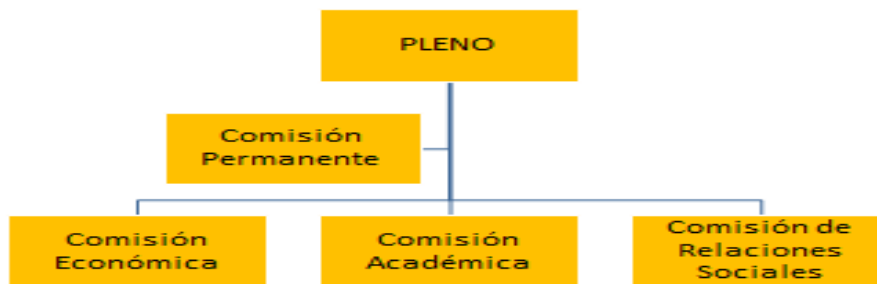 PLENO
Comisión
Permanente
Comisión
Económica
Comisión
Académica
Comisión de
Relaciones
Sociales